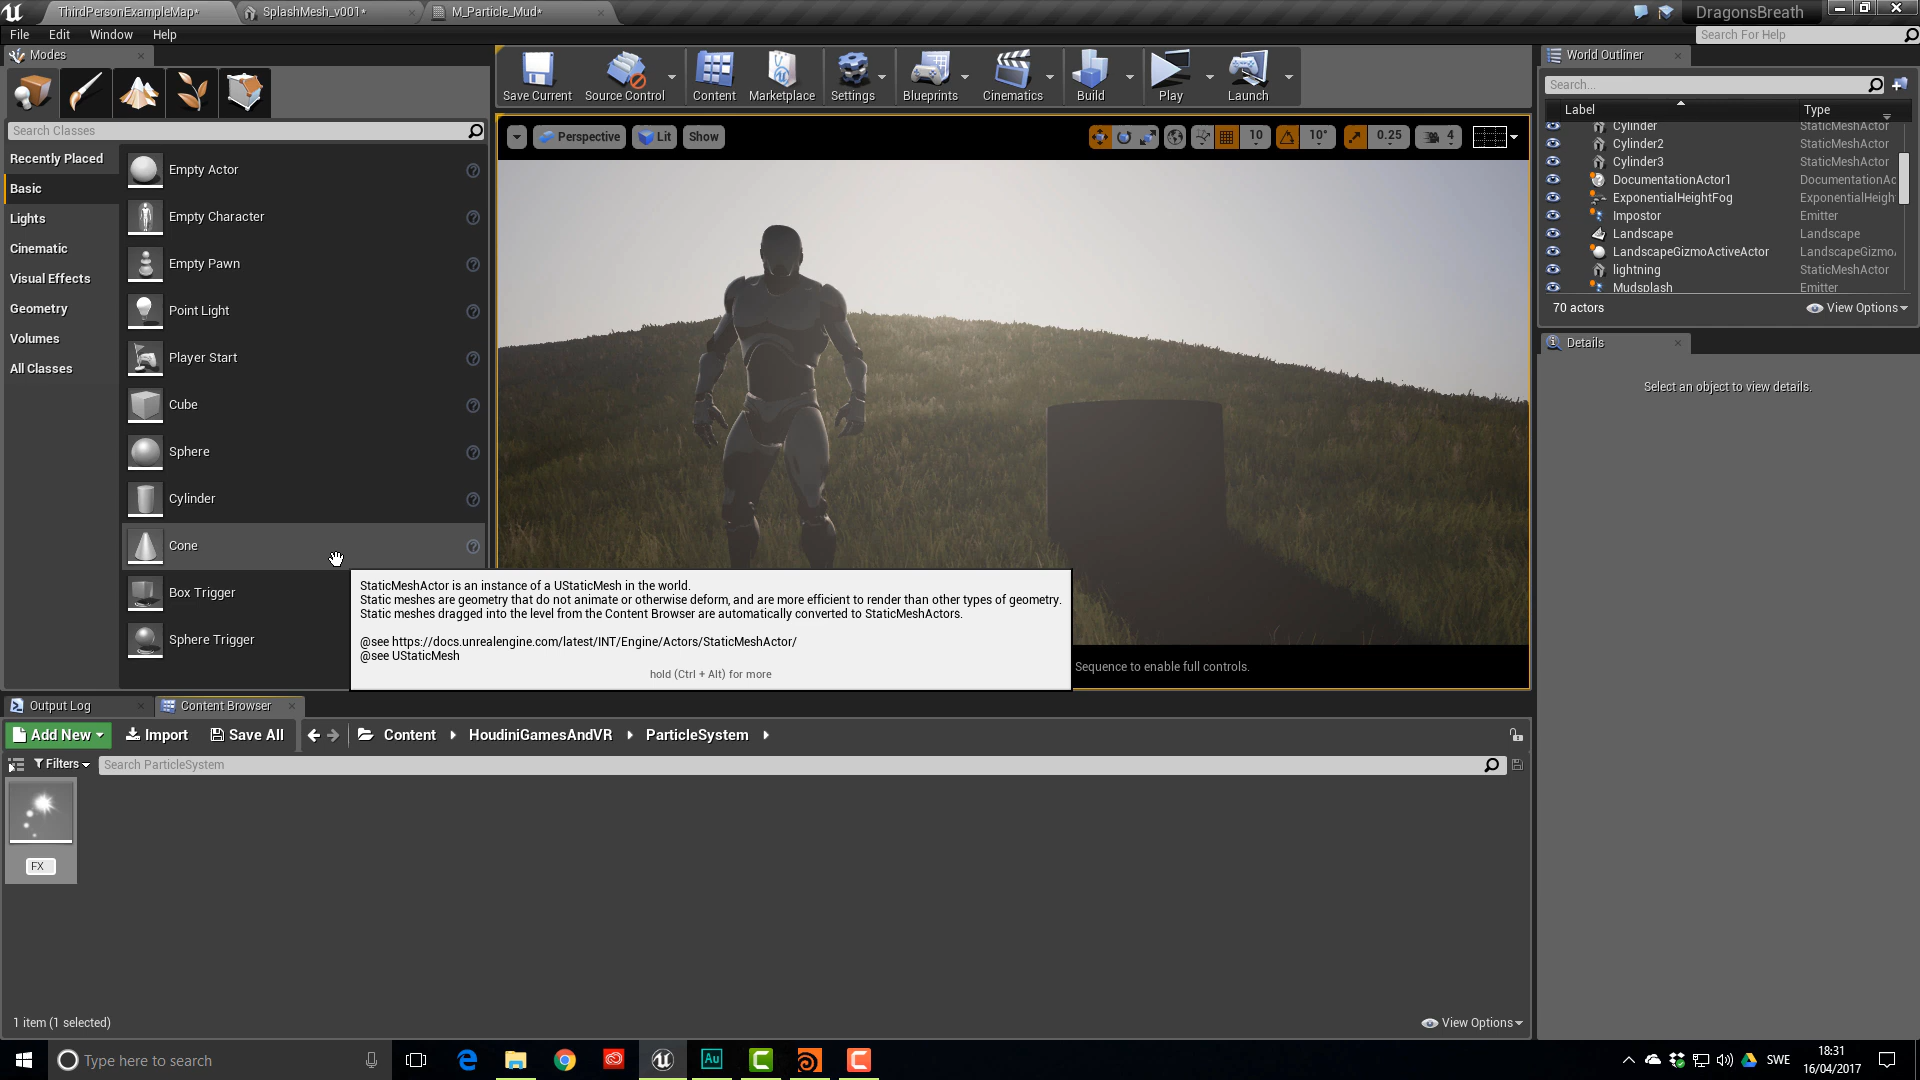 ThirdPersonExampleMap*
SplashMesh_v001*
M_Particle_Mud*
DragonsBreath
File Edit Window Help
Search For Help
Modes
Search Classes
Recently Placed
Basic
Lights
Cinematic
Visual Effects
Geometry
Volumes
All Classes
Empty Actor
Empty Character
Empty Pawn
Point Light
Player Start
Cube
Sphere
Cylinder
Cone
Box Trigger
Sphere Trigger
Save Current
Source Control
Content
Marketplace
Settings
Blueprints
Cinematics
Build
Play
Launch
Perspective
Lit
Show
10
10°
0.25
4
StaticMeshActor is an instance of a UStaticMesh in the world.
Static meshes are geometry that do not animate or otherwise deform, and are more efficient to render than other types of geometry.
Static meshes dragged into the level from the Content Browser are automatically converted to StaticMeshActors.
@see https://docs.unrealengine.com/latest/INT/Engine/Actors/StaticMeshActor/
@see UStaticMesh
hold (Ctrl + Alt) for more
Sequence to enable full controls.
World Outliner
Search...
Label Type
Cylinder StaticMeshActor
Cylinder2 StaticMeshActor
Cylinder3 StaticMeshActor
DocumentationActor1 DocumentationAc
ExponentialHeightFog ExponentialHeigh
Impostor Emitter
Landscape Landscape
LandscapeGizmoActiveActor LandscapeGizmo
lightning StaticMeshActor
Mudsplash Emitter
70 actors
View Options
Details
Select an object to view details.
Output Log
Content Browser
Add New
Import
Save All
Content
HoudiniGamesAndVR
ParticleSystem
Filters
Search ParticleSystem
FX
1 item (1 selected)
View Options
Type here to search
Au
SWE
18:31
16/04/2017